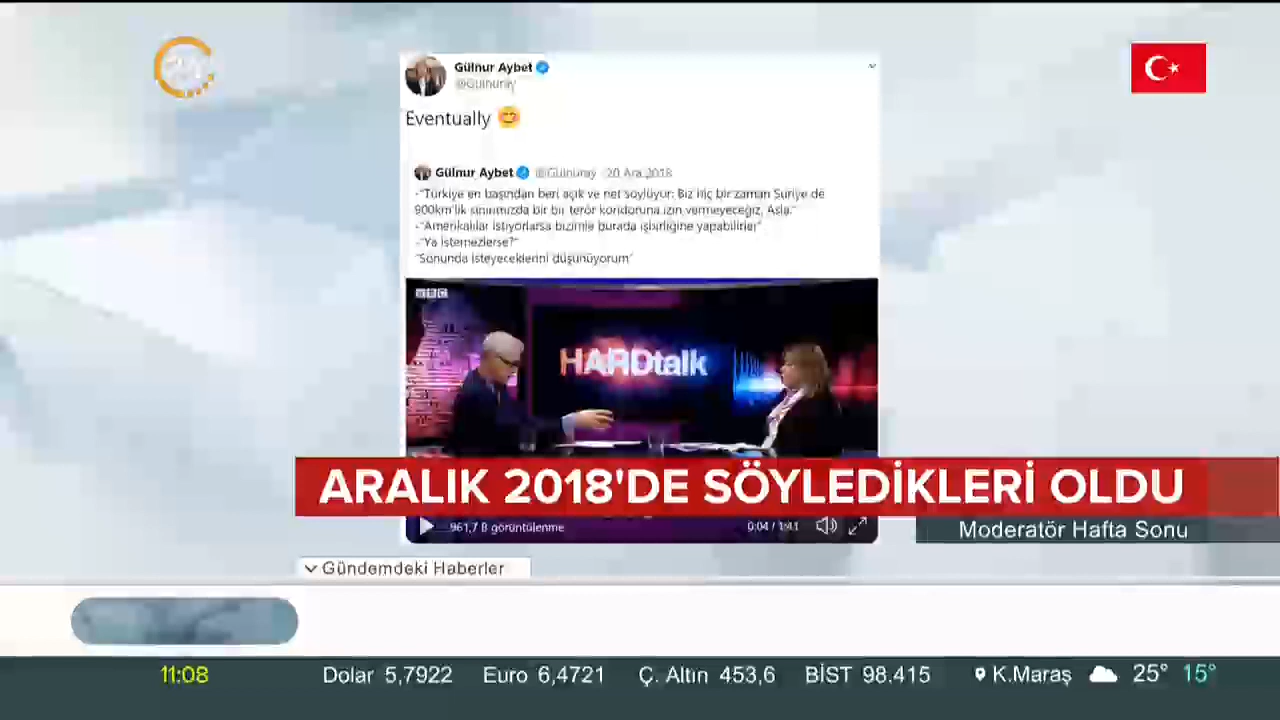 24
Gülnur Aybet
@Gulnuray
Eventually 😊
Gülnur Aybet @Gulnuray · 20 Ara 2018
-"Türkiye en başından beri açık ve net söylüyor: Biz hiç bir zaman Suriye de
900km'lik sınırımızda bir bir terör koridoruna izin vermeyeceğiz. Asla."
-"Amerikalılar istiyorlarsa bizimle burada işbirliğine yapabilirler"
-"Ya istemezlerse?"
"Sonunda isteyeceklerini düşünüyorum"
BBC
HARDtalk
ARALIK 2018'DE SÖYLEDİKLERİ OLDU
961,7 B görüntülenme
0:04 / 1:41
Moderatör Hafta Sonu
Gündemdeki Haberler
11:08 Dolar 5,7922 Euro 6,4721 Ç. Altın 453,6 BİST 98.415 K.Maraş 25° 15°